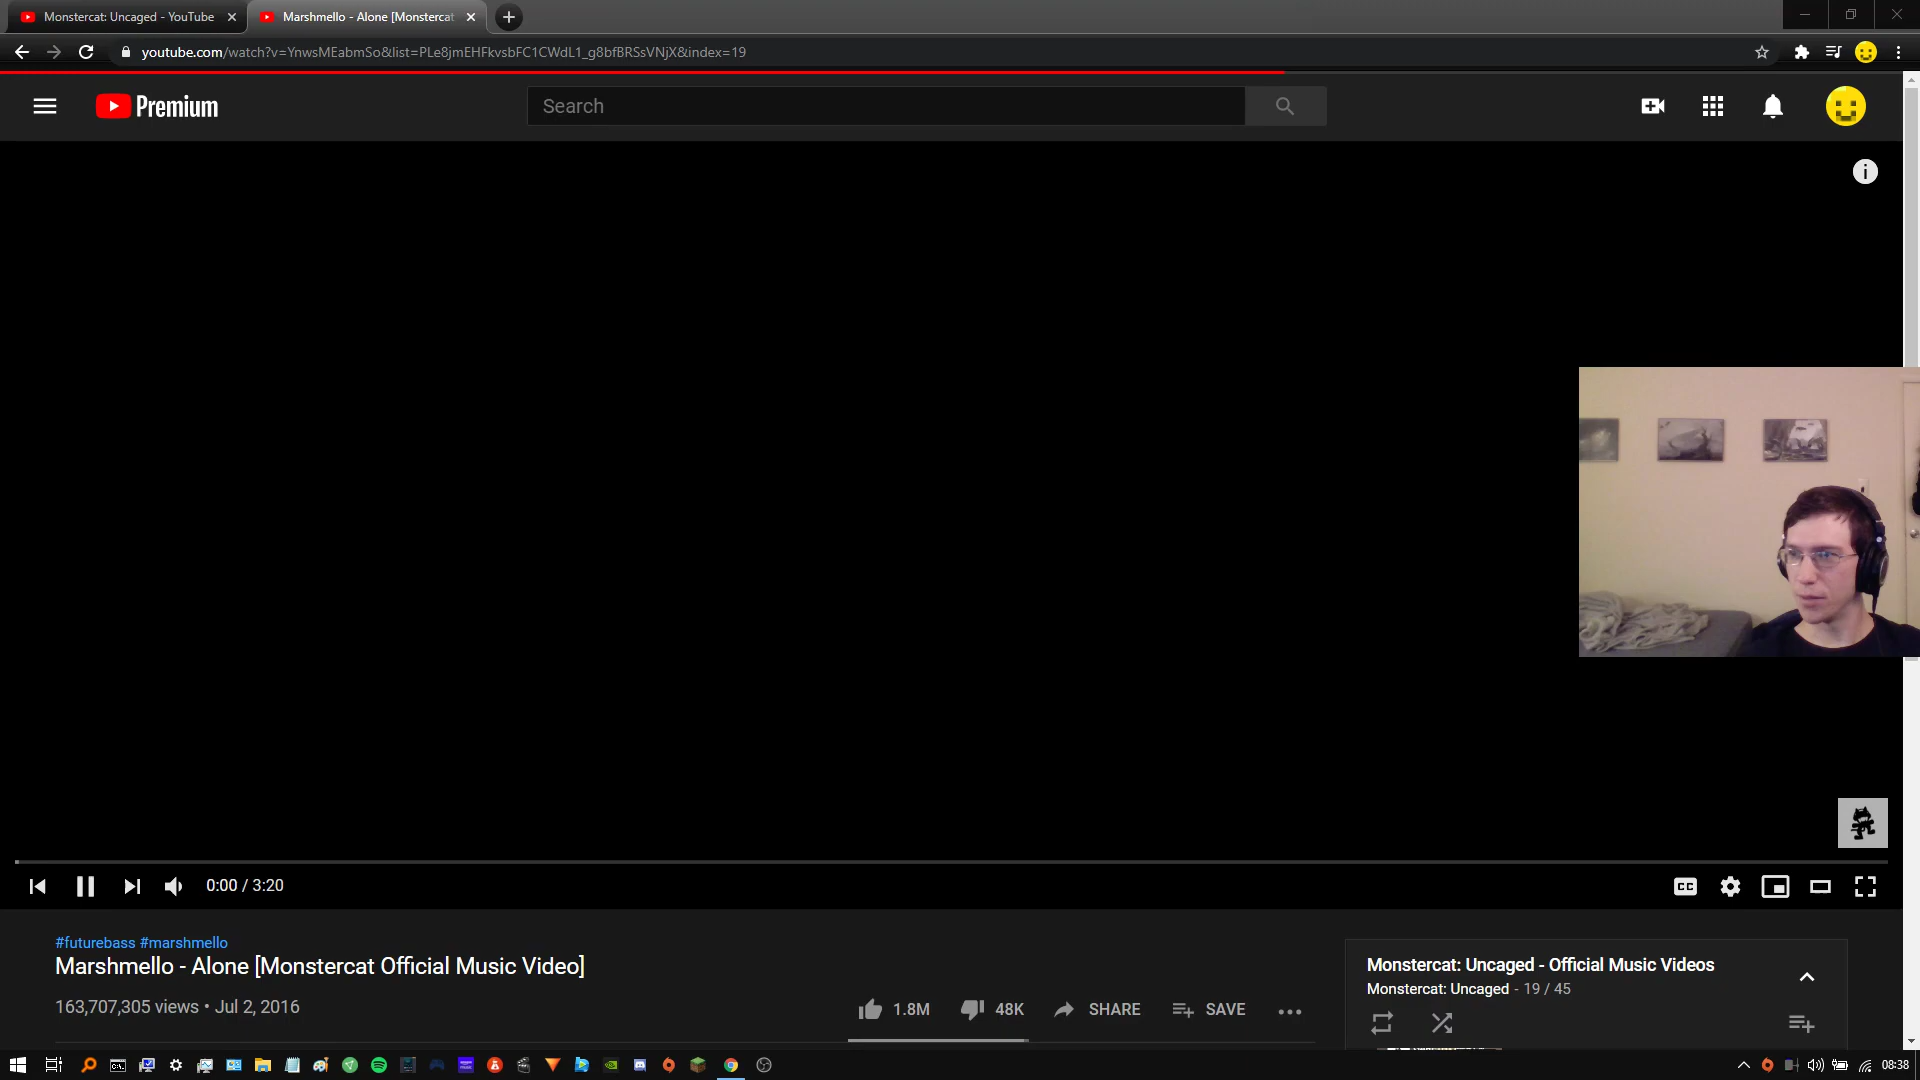 Monstercat: Uncaged - YouTube
Marshmello - Alone [Monstercat
youtube.com/watch?v=YnwsMEabmSo&list=PLe8jmEHFkvsbFC1CWdL1_g8bfBRSsVNjX&index=19
Premium
Search
0:00 / 3:20
CC
#futurebass #marshmello
Marshmello - Alone [Monstercat Official Music Video]
163,707,305 views • Jul 2, 2016
1.8M
48K
SHARE
SAVE
Monstercat: Uncaged - Official Music Videos
Monstercat: Uncaged - 19 / 45
08:38